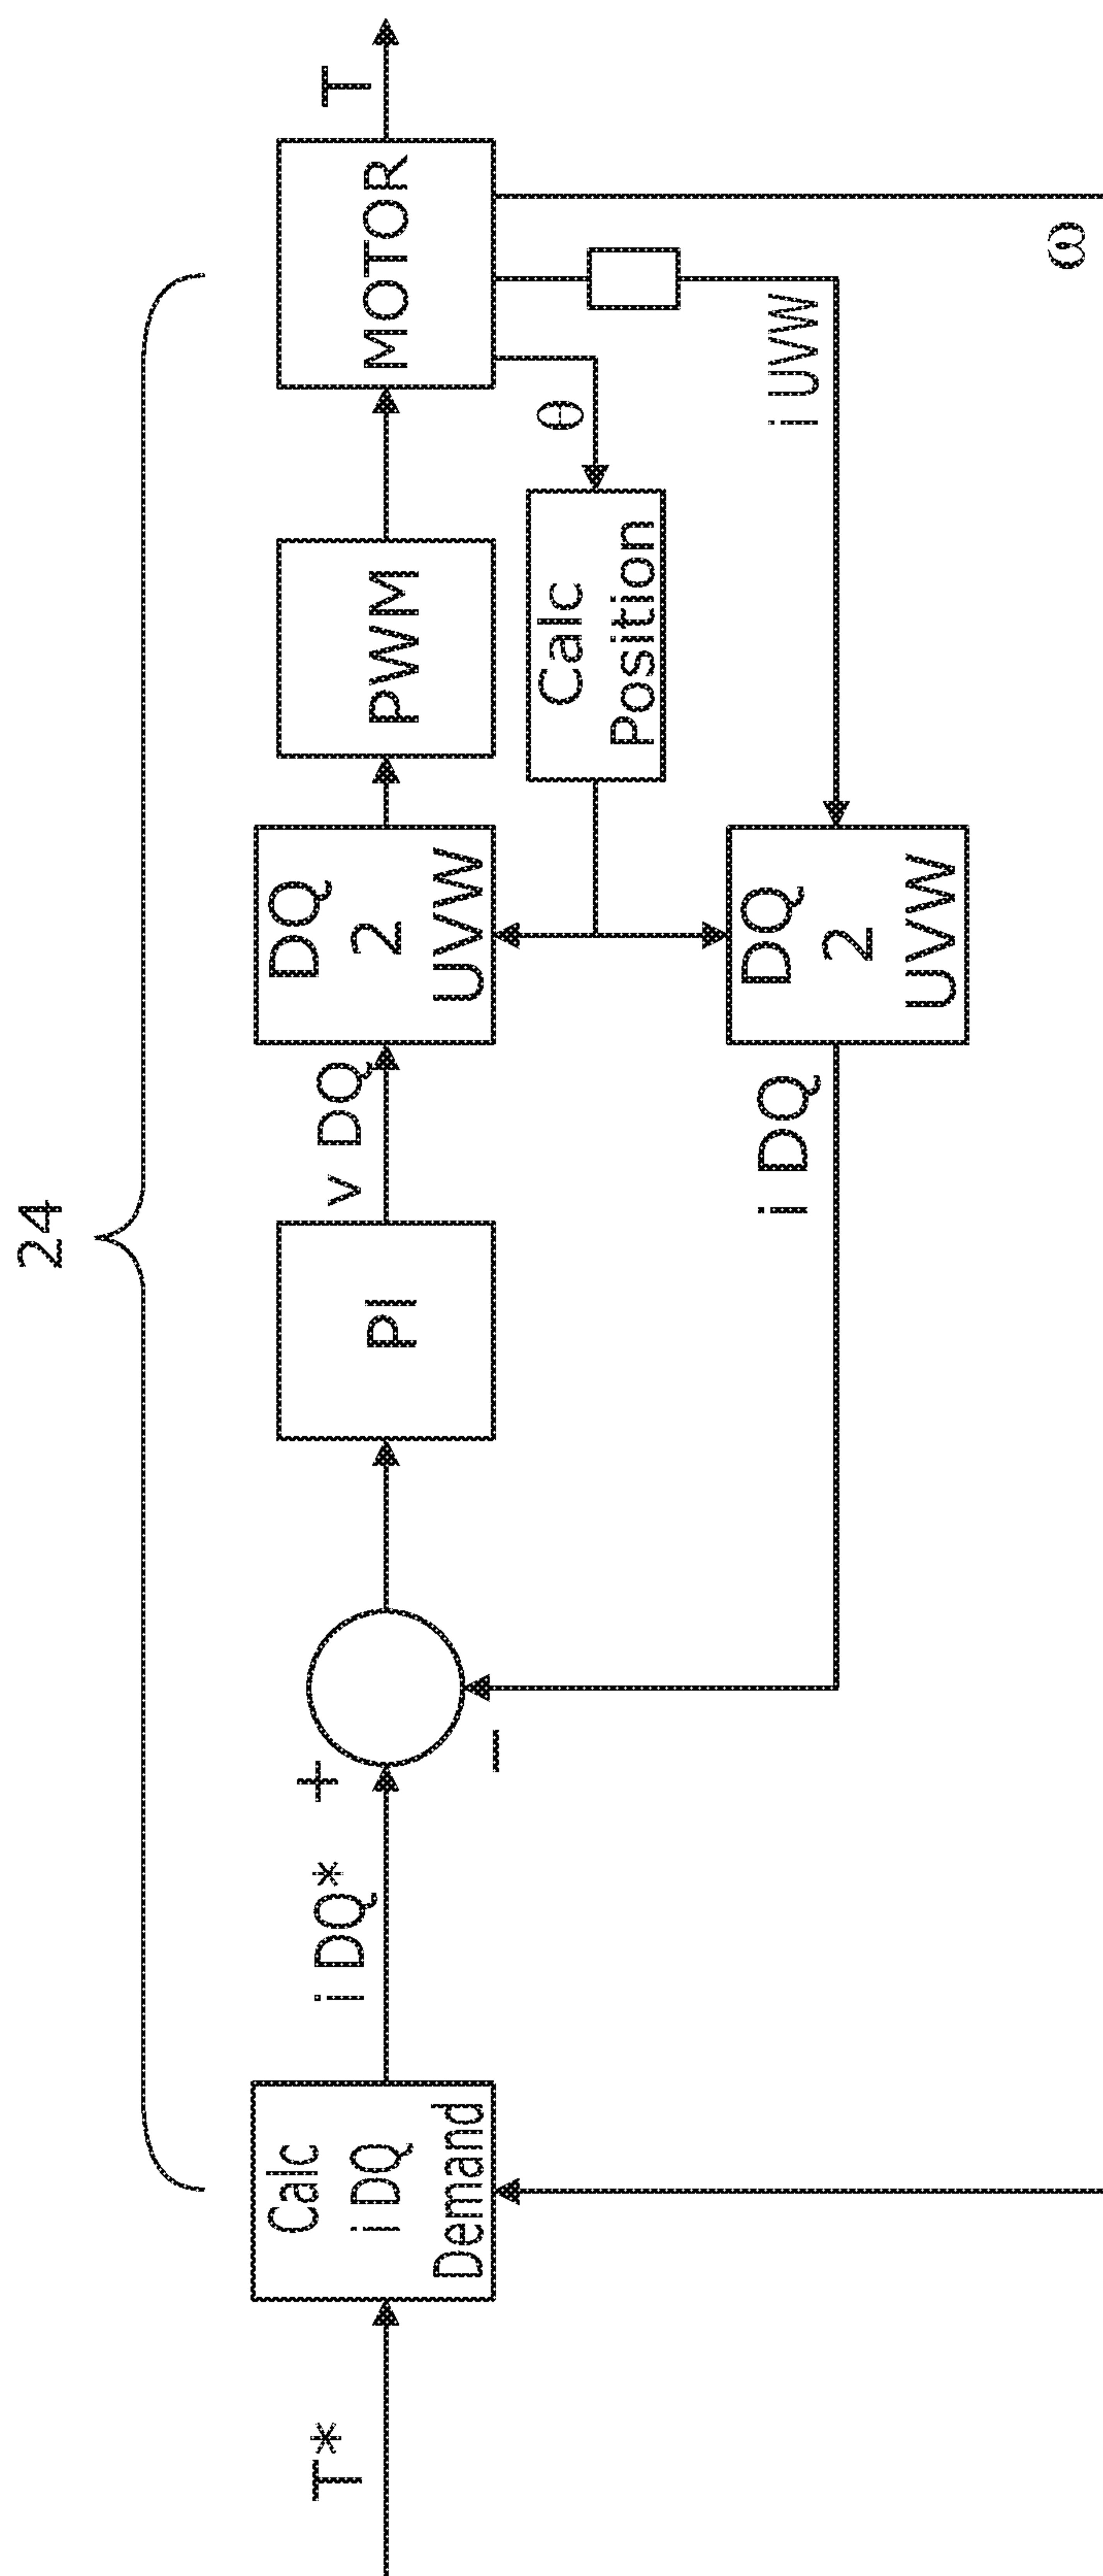 24
T*
Calc
i DQ
Demand
i DQ*
+
−
PI
v DQ
DQ
2
UVW
PWM
MOTOR
T
θ
Calc
Position
i UVW
DQ
2
UVW
i DQ
ω